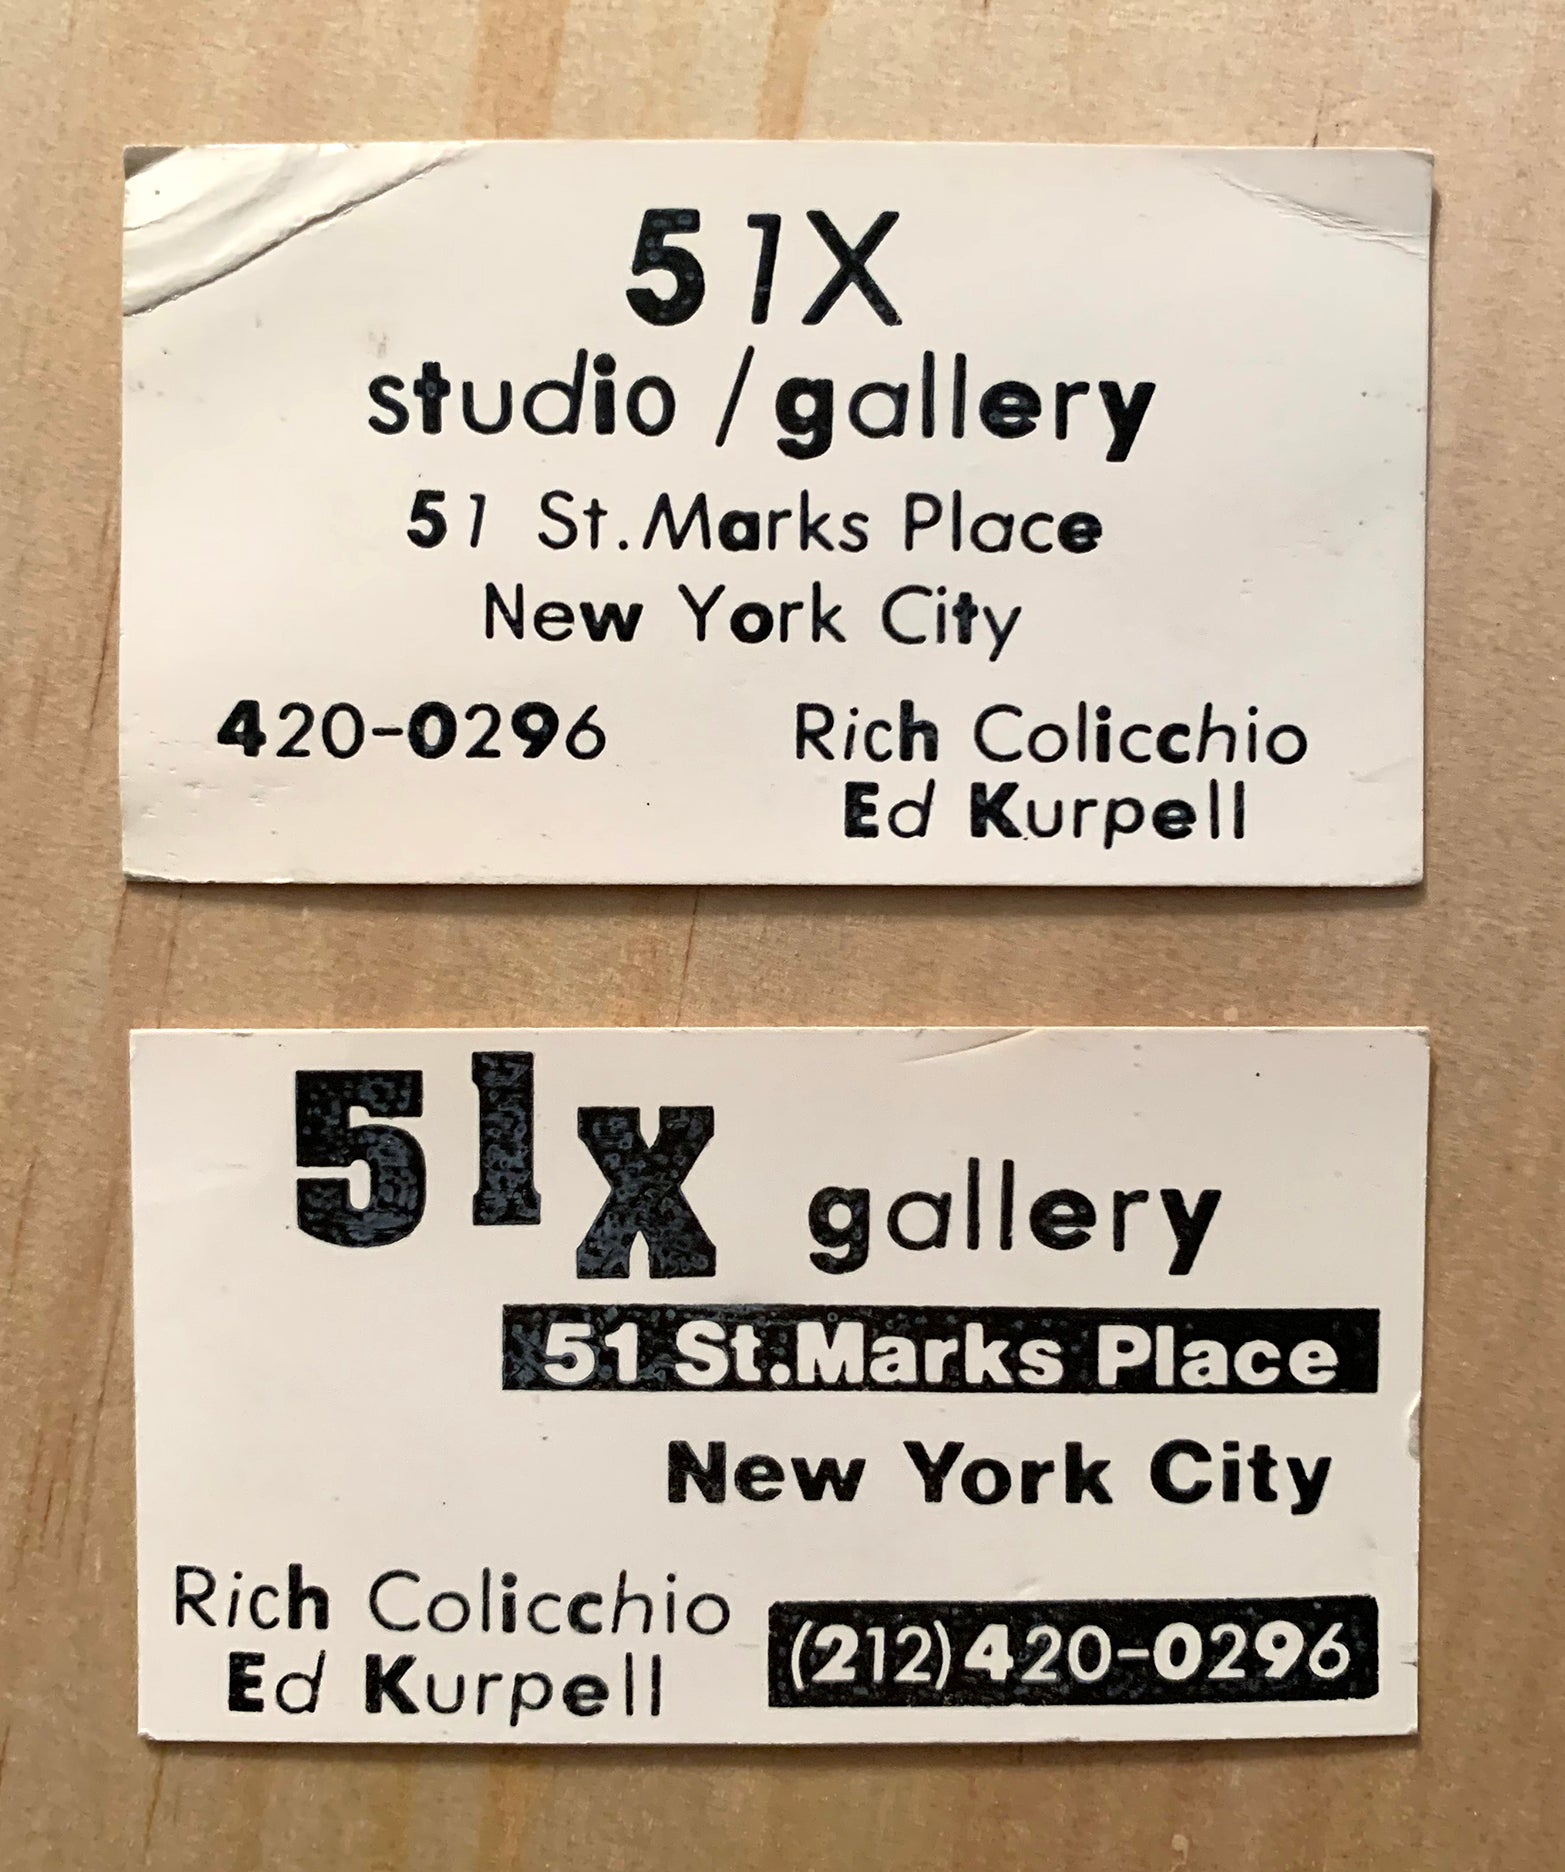 51X
studio / gallery
51 St. Marks Place
New York City
420-0296
Rich Colicchio
Ed Kurpell
51X gallery
51 St. Marks Place
New York City
Rich Colicchio
Ed Kurpell
(212) 420-0296